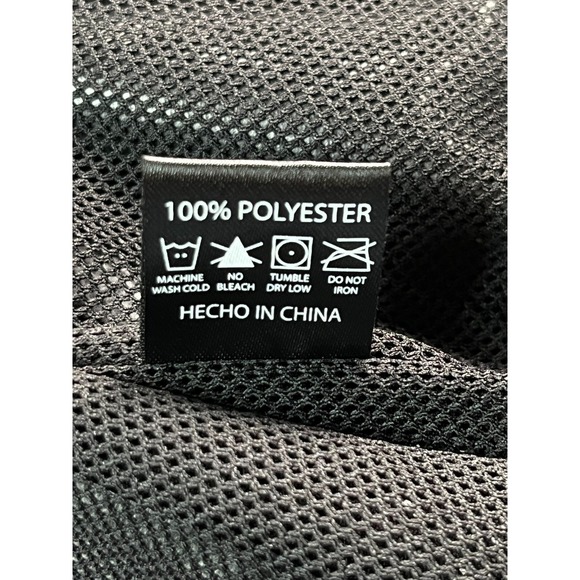 100% POLYESTER
MACHINE WASH COLD NO BLEACH TUMBLE DRY LOW DO NOT IRON
HECHO IN CHINA